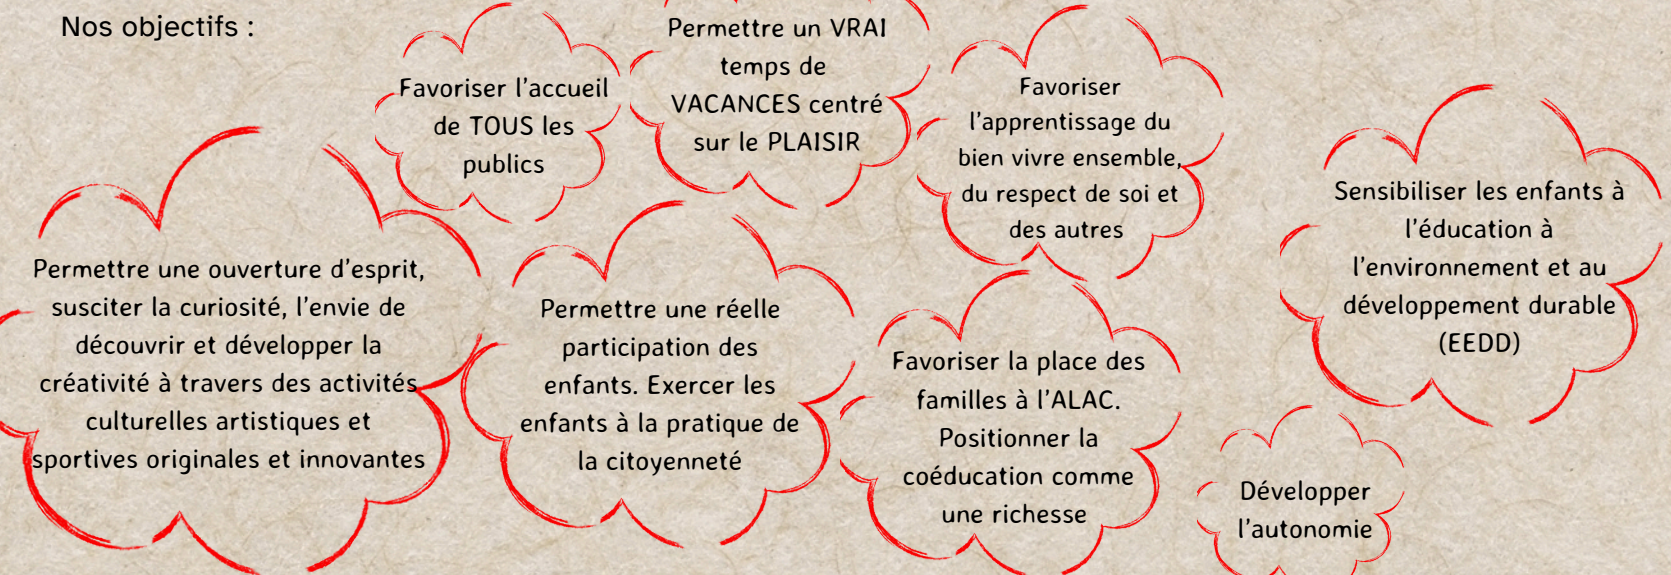 Nos objectifs :
Favoriser l'accueil
de TOUS les
publics
Permettre un VRAI
temps de
VACANCES centré
sur le PLAISIR
Favoriser
l'apprentissage du
bien vivre ensemble,
du respect de soi et
des autres
Sensibiliser les enfants à
l'éducation à
l'environnement et au
développement durable
(EEDD)
Permettre une ouverture d'esprit,
susciter la curiosité, l'envie de
découvrir et développer la
créativité à travers des activités
culturelles artistiques et
sportives originales et innovantes
Permettre une réelle
participation des
enfants. Exercer les
enfants à la pratique de
la citoyenneté
Favoriser la place des
familles à l'ALAC.
Positionner la
coéducation comme
une richesse
Développer
l'autonomie